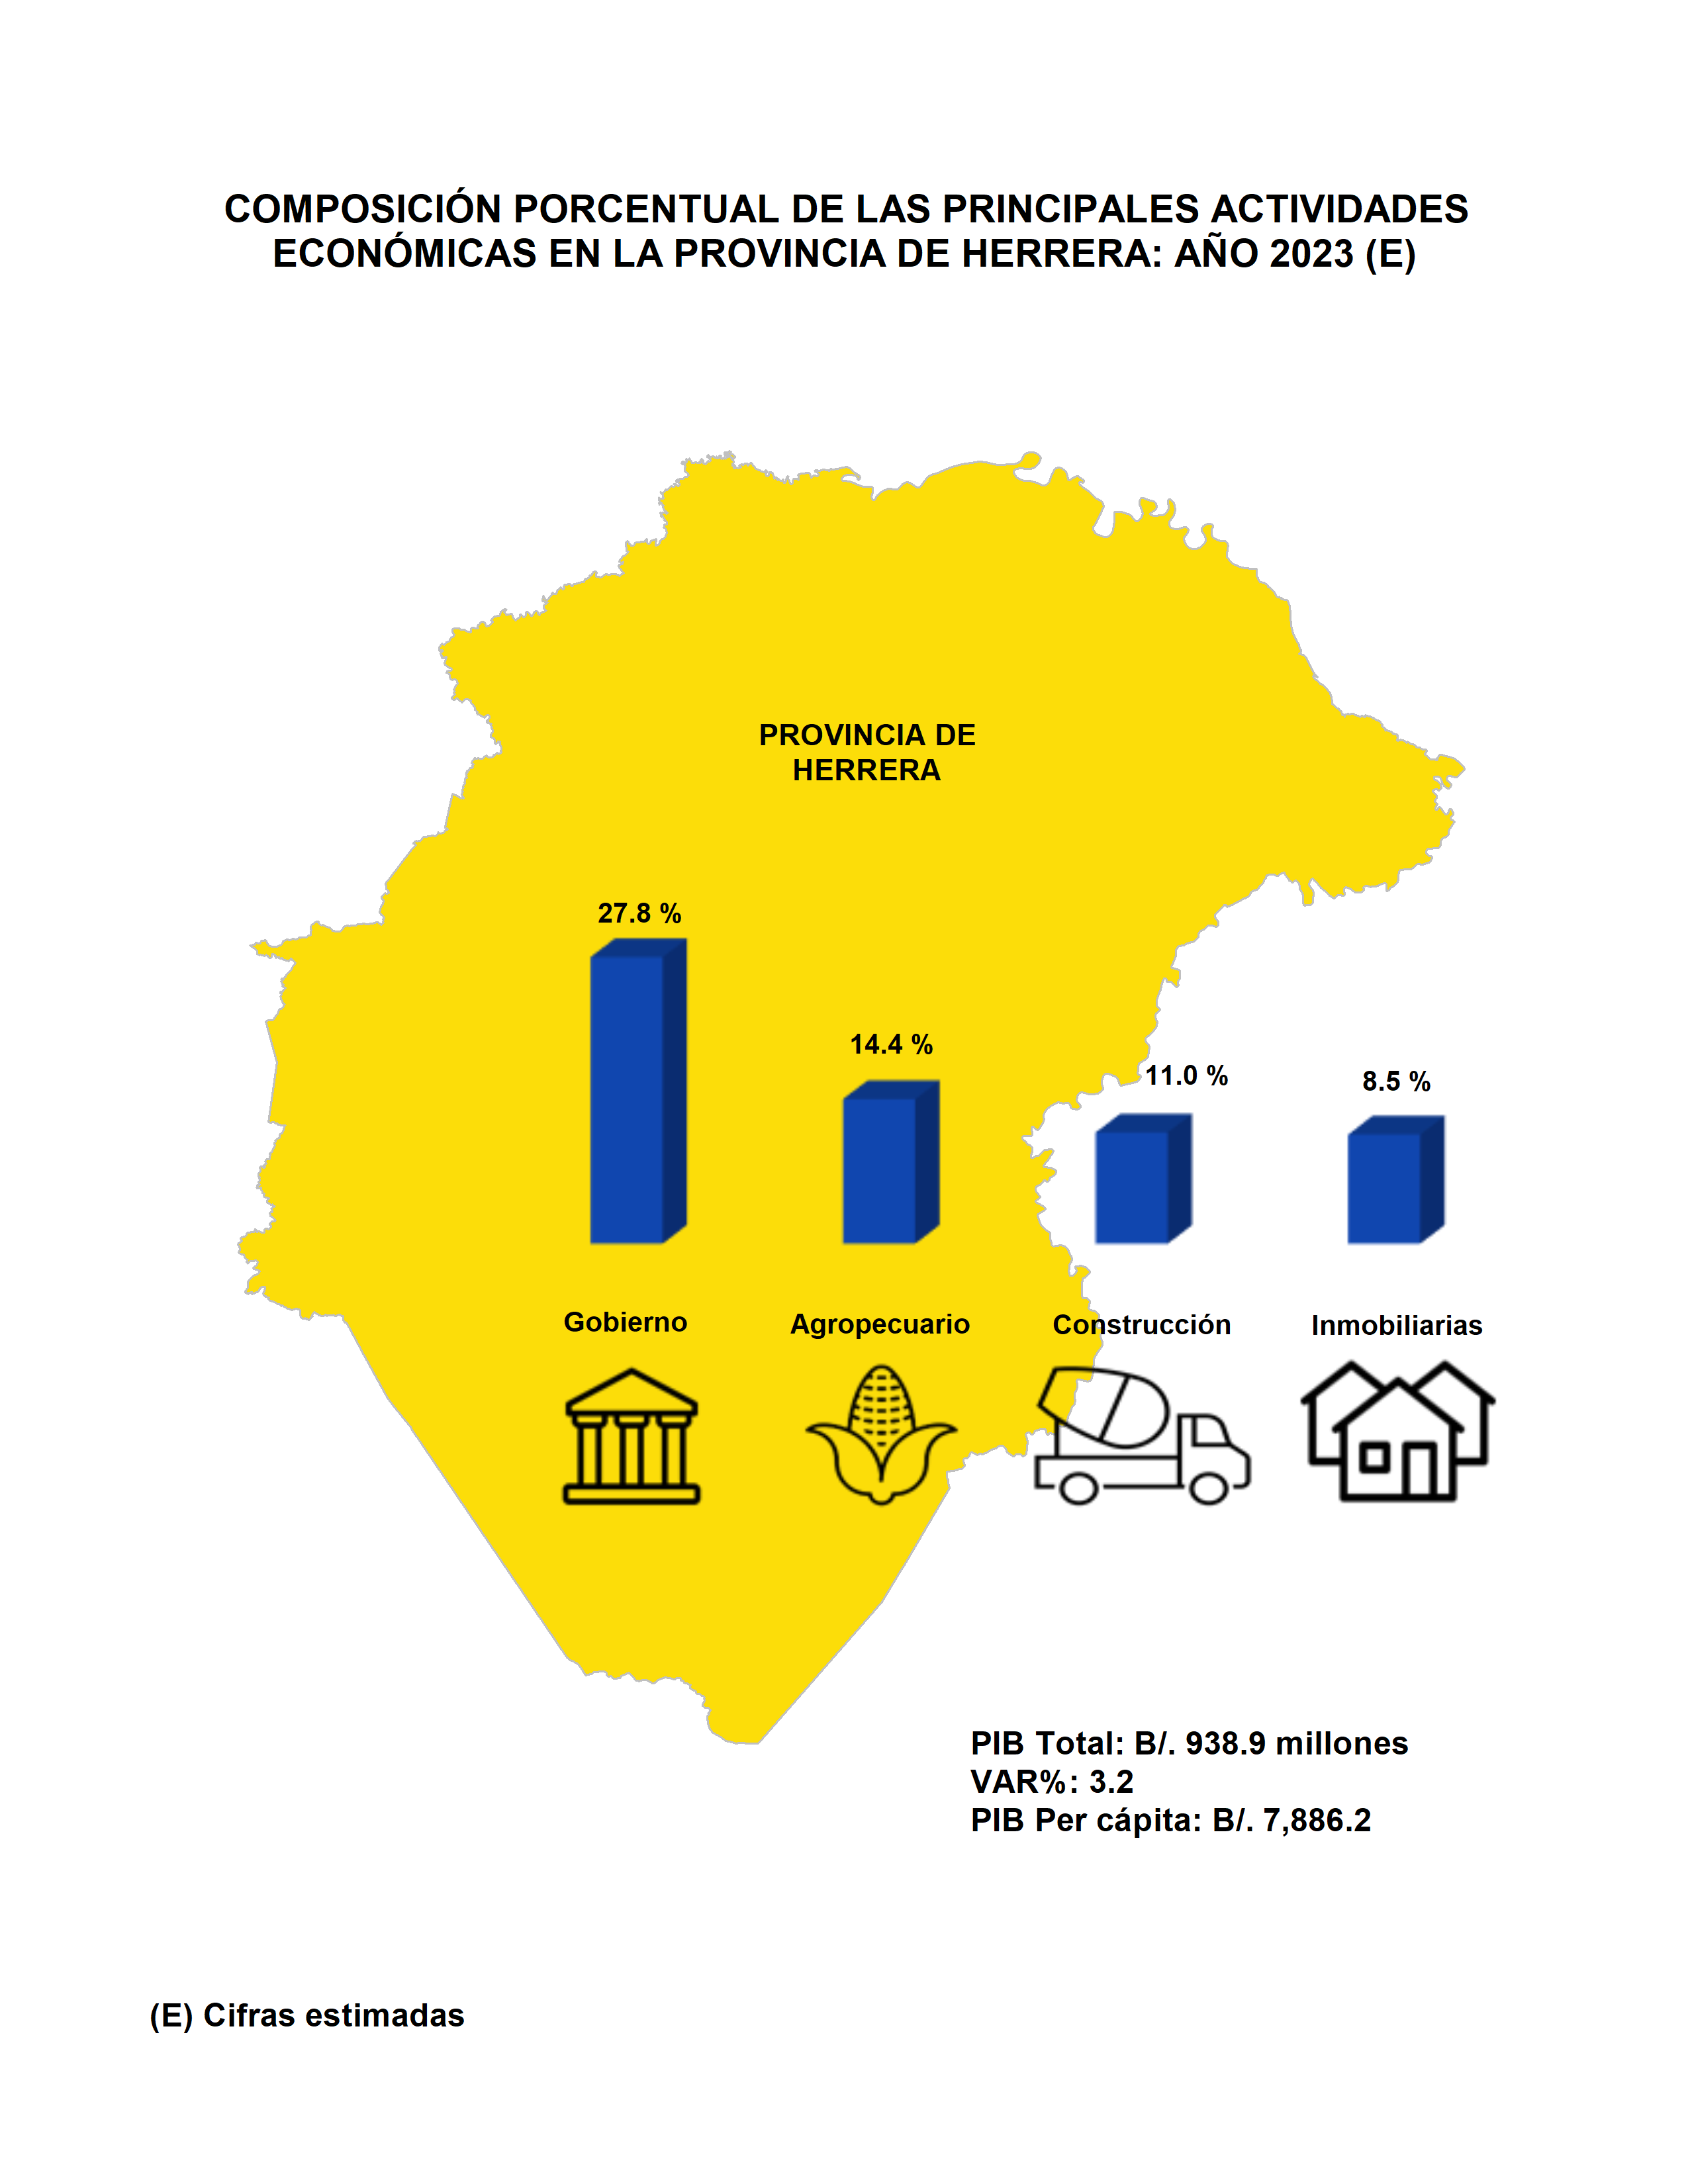 COMPOSICIÓN PORCENTUAL DE LAS PRINCIPALES ACTIVIDADES
ECONÓMICAS EN LA PROVINCIA DE HERRERA: AÑO 2023 (E)
PROVINCIA DE
HERRERA
27.8 %
14.4 %
11.0 %
8.5 %
Gobierno
Agropecuario
Construcción
Inmobiliarias
PIB Total: B/. 938.9 millones
VAR%: 3.2
PIB Per cápita: B/. 7,886.2
(E) Cifras estimadas